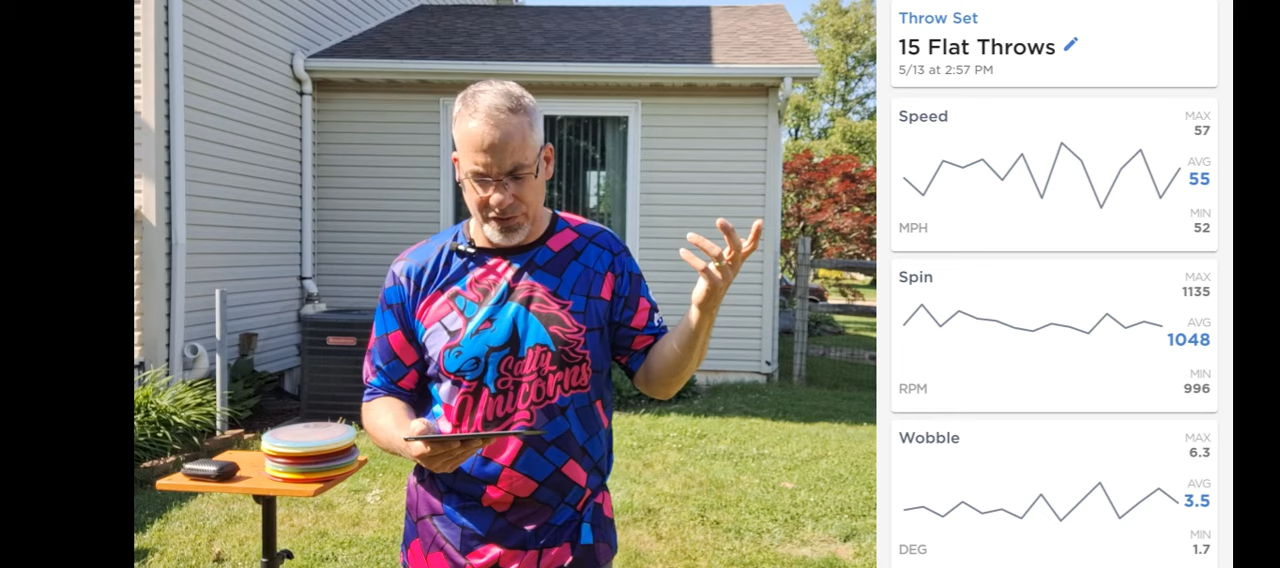 Salty
Unicorns
Throw Set
15 Flat Throws
5/13 at 2:57 PM
Speed
MAX
57
AVG
55
MIN
52
MPH
Spin
MAX
1135
AVG
1048
MIN
996
RPM
Wobble
MAX
6.3
AVG
3.5
MIN
1.7
DEG